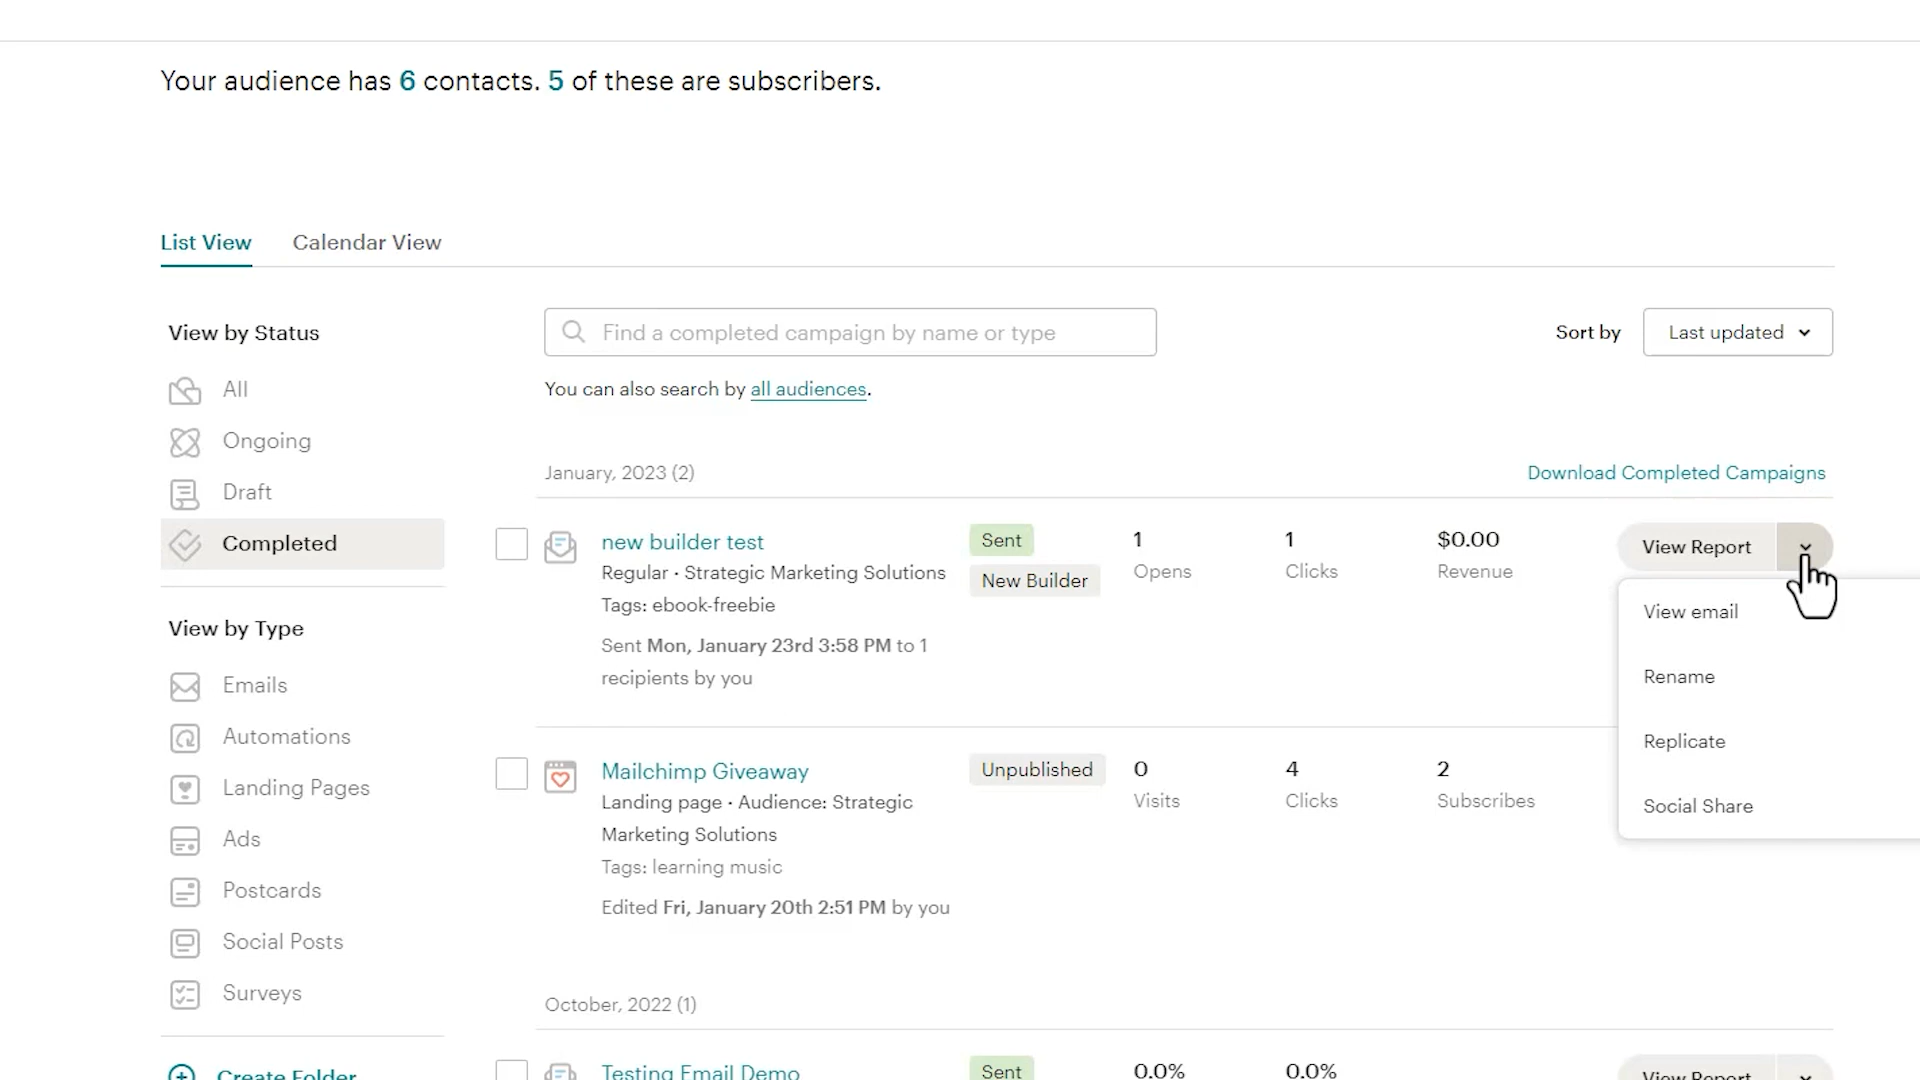 Your audience has 6 contacts. 5 of these are subscribers.
List View
Calendar View
View by Status
All
Ongoing
Draft
Completed
View by Type
Emails
Automations
Landing Pages
Ads
Postcards
Social Posts
Surveys
Create Folder
Find a completed campaign by name or type
Sort by
Last updated
You can also search by all audiences.
January, 2023 (2)
Download Completed Campaigns
new builder test
Regular · Strategic Marketing Solutions
Tags: ebook-freebie
Sent Mon, January 23rd 3:58 PM to 1
recipients by you
Sent
New Builder
1
Opens
1
Clicks
$0.00
Revenue
View Report
View email
Rename
Replicate
Social Share
Mailchimp Giveaway
Landing page · Audience: Strategic
Marketing Solutions
Tags: learning music
Edited Fri, January 20th 2:51 PM by you
Unpublished
0
Visits
4
Clicks
2
Subscribes
October, 2022 (1)
Testing Email Demo
Sent
0.0%
0.0%
View Report